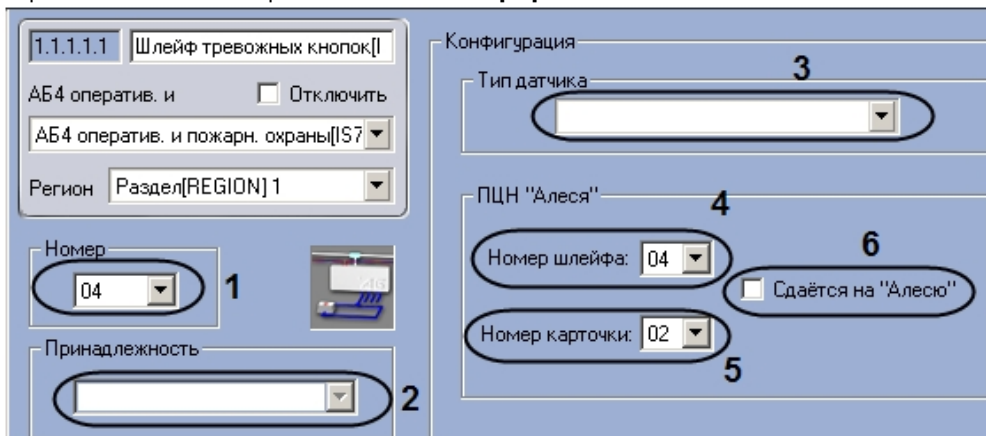 1.1.1.1.1 Шлейф тревожных кнопок[I
АБ4 оператив. и Отключить
АБ4 оператив. и пожарн. охраны[IS7
Регион Раздел[REGION] 1
Номер
04 1
Принадлежность
2
Конфигурация
Тип датчика 3
ПЦН "Алеся" 4
Номер шлейфа: 04
6
Сдаётся на "Алесю"
Номер карточки: 02
5